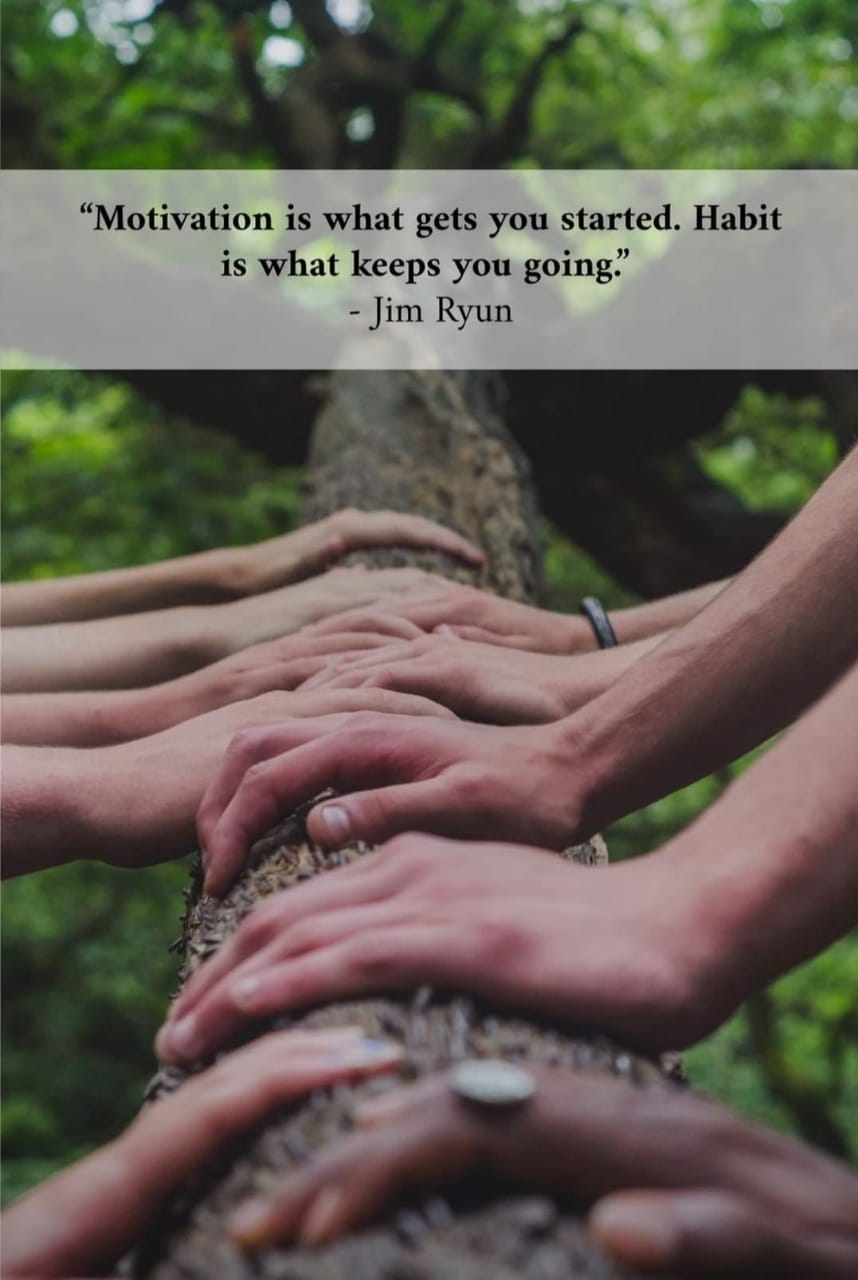 “Motivation is what gets you started. Habit
is what keeps you going.”
- Jim Ryun